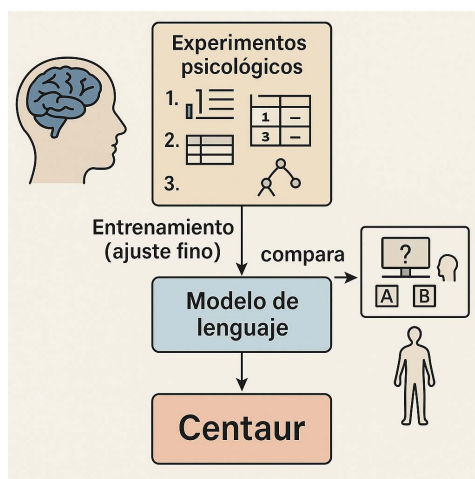 Experimentos
psicológicos
1.
1 –
2.
3 –
3.
Entrenamiento
(ajuste fino)
compara
?
A B
Modelo de
lenguaje
Centaur